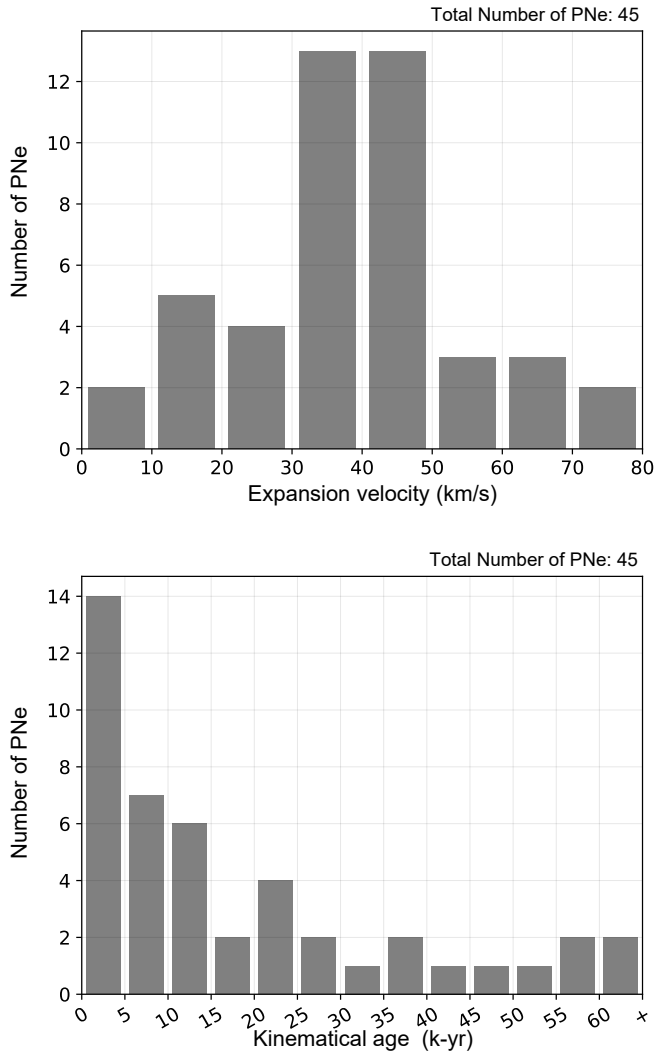 Total Number of PNe: 45
12
10
8
6
4
2
0
Number of PNe
0 10 20 30 40 50 60 70 80
Expansion velocity (km/s)
Total Number of PNe: 45
14
12
10
8
6
4
2
0
Number of PNe
0 5 10 15 20 25 30 35 40 45 50 55 60 +
Kinematical age (k-yr)